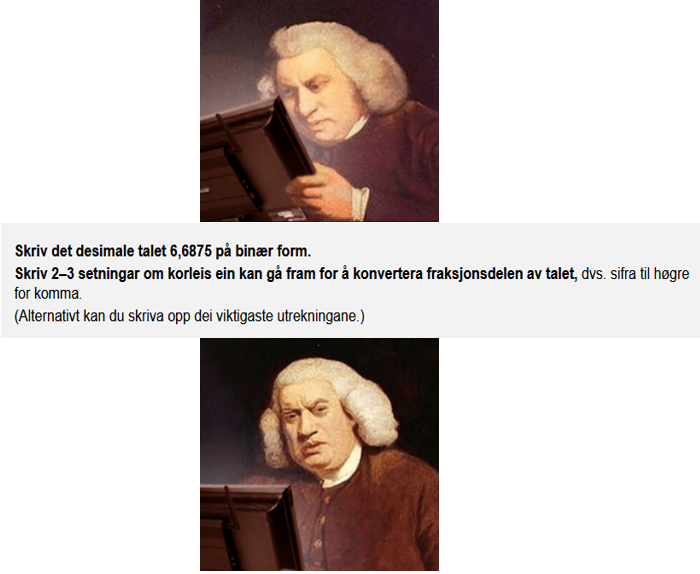 Skriv det desimale talet 6,6875 på binær form.
Skriv 2–3 setningar om korleis ein kan gå fram for å konvertera fraksjonsdelen av talet, dvs. sifra til høgre
for komma.
(Alternativt kan du skriva opp dei viktigaste utrekningane.)